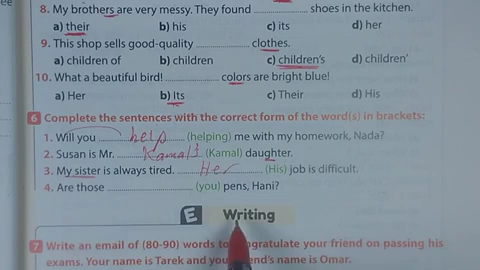 8. My brothers are very messy. They found .............. shoes in the kitchen.
a) their b) his c) its d) her
9. This shop sells good-quality .............. clothes.
a) children of b) children c) children's d) children'
10. What a beautiful bird! .............. colors are bright blue!
a) Her b) Its c) Their d) His
6 Complete the sentences with the correct form of the word(s) in brackets:
1. Will you help (helping) me with my homework, Nada?
2. Susan is Mr. Kamal's (Kamal) daughter.
3. My sister is always tired. Her (His) job is difficult.
4. Are those .............. (you) pens, Hani?
E Writing
7 Write an email of (80-90) words to congratulate your friend on passing his
exams. Your name is Tarek and your friend's name is Omar.